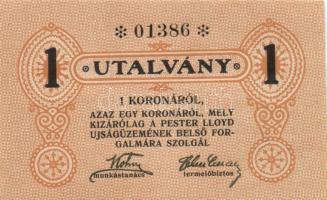 * 01386 *
1 UTALVÁNY 1
1 KORONÁRÓL,
AZAZ EGY KORONÁRÓL, MELY
KIZÁRÓLAG A PESTER LLOYD
UJSÁGÜZEMÉNEK BELSŐ FOR-
GALMÁRA SZOLGÁL
munkástanács termelőbiztos